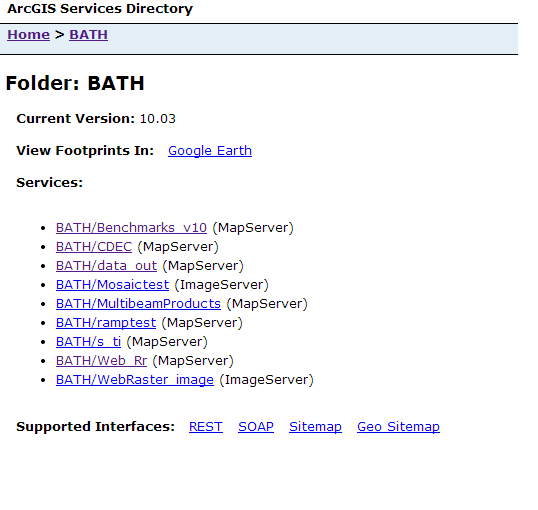 ArcGIS Services Directory
Home > BATH
Folder: BATH
Current Version: 10.03
View Footprints In: Google Earth
Services:
BATH/Benchmarks_v10 (MapServer)
BATH/CDEC (MapServer)
BATH/data_out (MapServer)
BATH/Mosaictest (ImageServer)
BATH/MultibeamProducts (MapServer)
BATH/ramptest (MapServer)
BATH/s_ti (MapServer)
BATH/Web_Rr (MapServer)
BATH/WebRaster_image (ImageServer)
Supported Interfaces: REST SOAP Sitemap Geo Sitemap